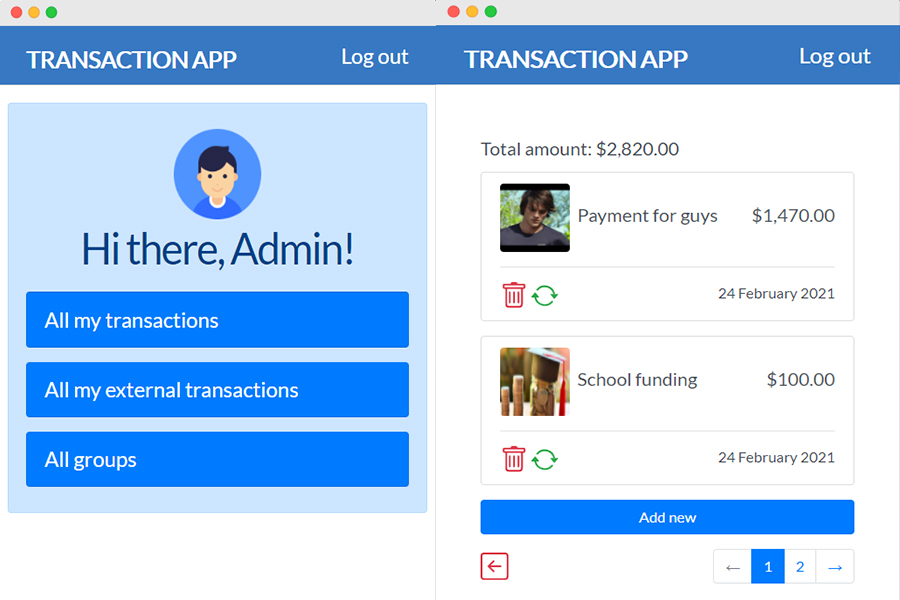 TRANSACTION APP
Log out
Hi there, Admin!
All my transactions
All my external transactions
All groups
TRANSACTION APP
Log out
Total amount: $2,820.00
Payment for guys $1,470.00
24 February 2021
School funding $100.00
24 February 2021
Add new
← 1 2 →